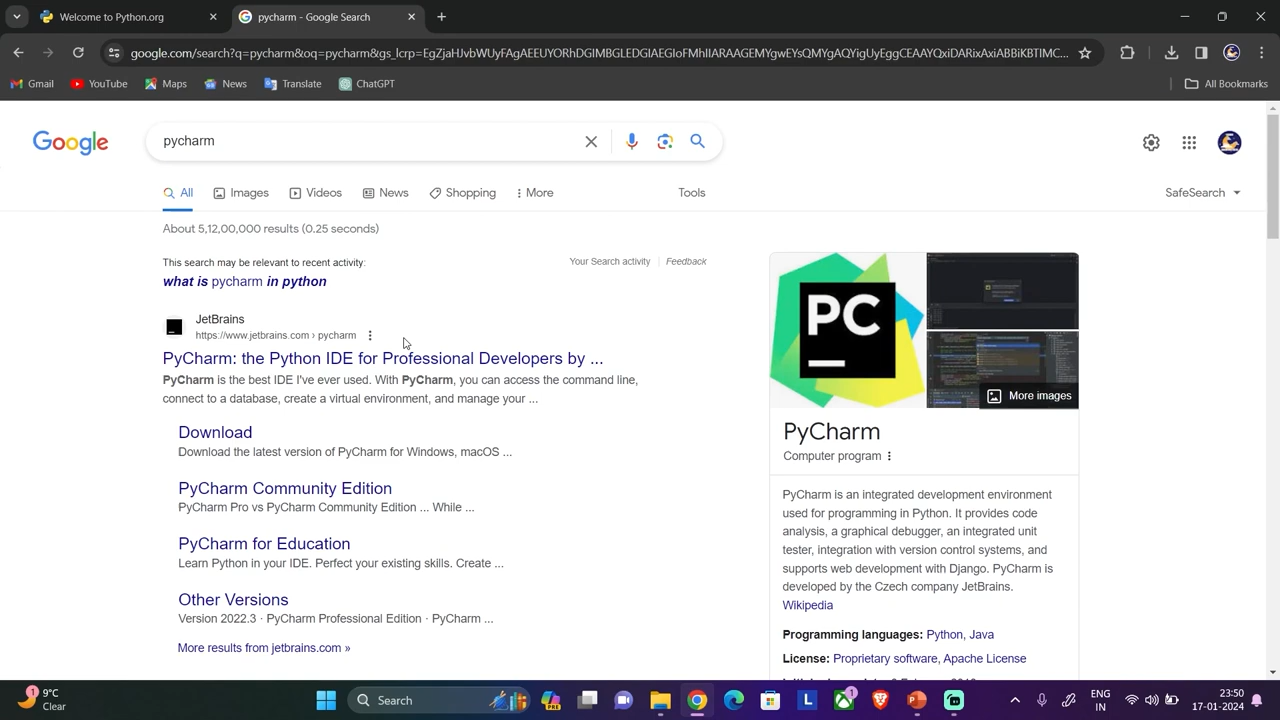 Welcome to Python.org
pycharm - Google Search
google.com/search?q=pycharm&oq=pycharm&gs_lcrp=EgZjaHJvbWUyFAgAEEUYORhDGIMBGLEDGIAEGIoFMhIIARAAGEMYgwEYsQMYgAQYigUyEggCEAAYQxiDARixAxiABBiKBTIMC...
Gmail
YouTube
Maps
News
Translate
ChatGPT
All Bookmarks
Google
pycharm
All
Images
Videos
News
Shopping
More
Tools
SafeSearch
About 5,12,00,000 results (0.25 seconds)
This search may be relevant to recent activity:
Your Search activity
Feedback
what is pycharm in python
JetBrains
https://www.jetbrains.com › pycharm
PyCharm: the Python IDE for Professional Developers by ...
PyCharm is the best IDE I've ever used. With PyCharm, you can access the command line,
connect to a database, create a virtual environment, and manage your ...
Download
Download the latest version of PyCharm for Windows, macOS ...
PyCharm Community Edition
PyCharm Pro vs PyCharm Community Edition ... While ...
PyCharm for Education
Learn Python in your IDE. Perfect your existing skills. Create ...
Other Versions
Version 2022.3 · PyCharm Professional Edition · PyCharm ...
More results from jetbrains.com »
PC
More images
PyCharm
Computer program
PyCharm is an integrated development environment
used for programming in Python. It provides code
analysis, a graphical debugger, an integrated unit
tester, integration with version control systems, and
supports web development with Django. PyCharm is
developed by the Czech company JetBrains.
Wikipedia
Programming languages: Python, Java
License: Proprietary software, Apache License
1
9°C
Clear
Search
PRE
L
1
ENG
IN
23:50
17-01-2024